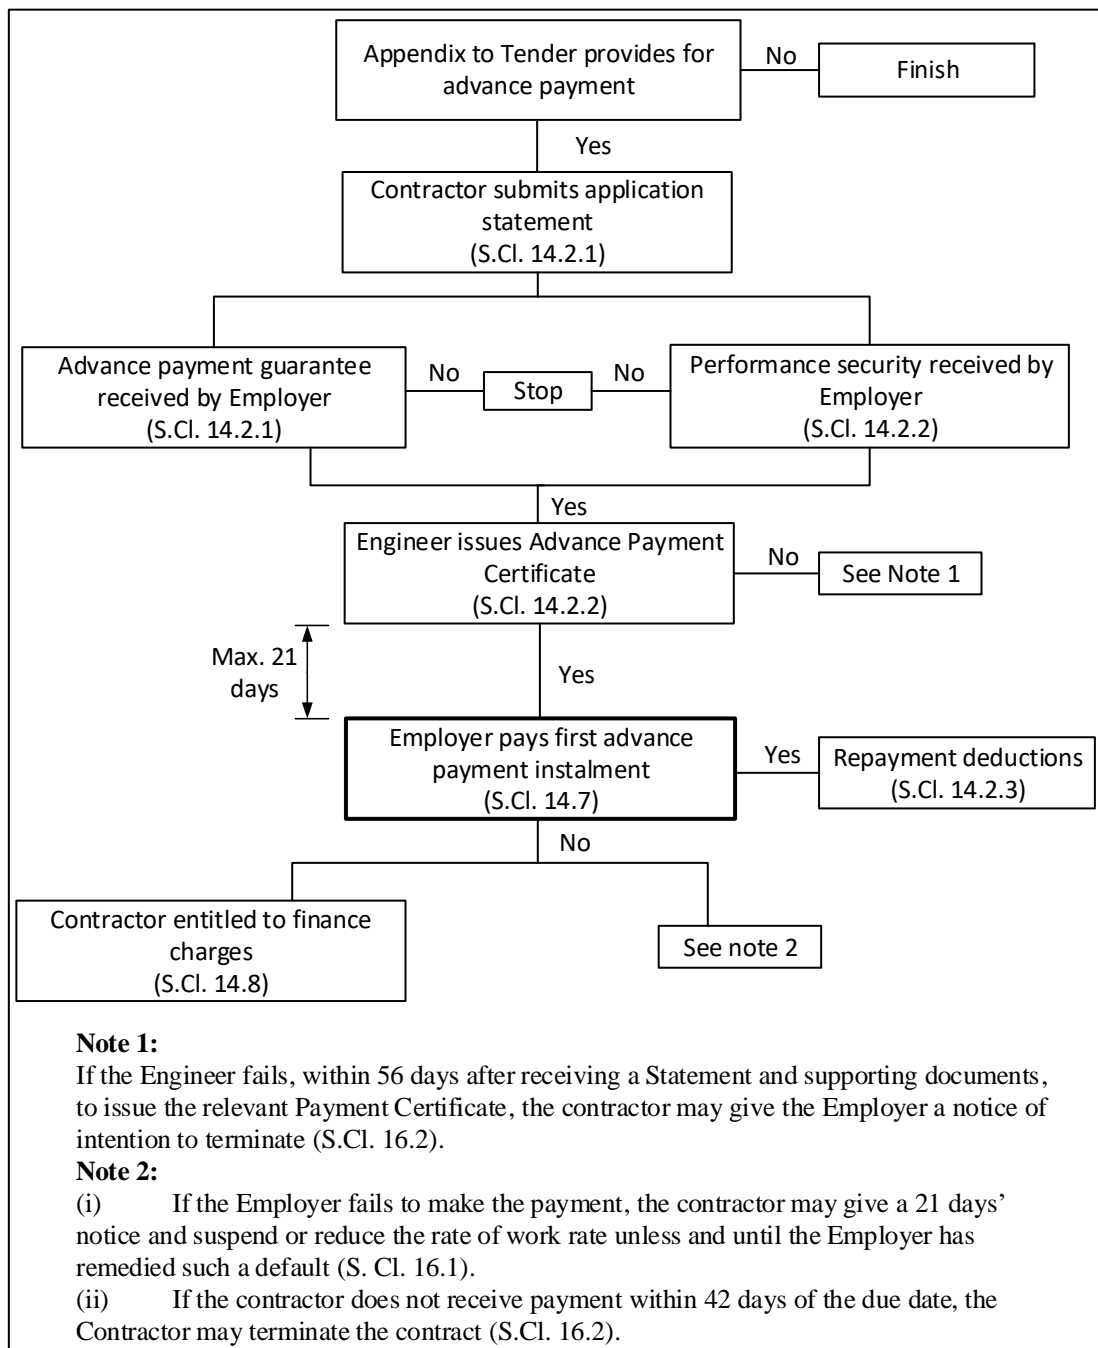 Appendix to Tender provides for
advance payment
No
Finish
Yes
Contractor submits application
statement
(S.Cl. 14.2.1)
Advance payment guarantee
received by Employer
(S.Cl. 14.2.1)
No
Stop
No
Performance security received by
Employer
(S.Cl. 14.2.2)
Yes
Engineer issues Advance Payment
Certificate
(S.Cl. 14.2.2)
No
See Note 1
Max. 21
days
Yes
Employer pays first advance
payment instalment
(S.Cl. 14.7)
Yes
Repayment deductions
(S.Cl. 14.2.3)
No
Contractor entitled to finance
charges
(S.Cl. 14.8)
See note 2
Note 1:
If the Engineer fails, within 56 days after receiving a Statement and supporting documents,
to issue the relevant Payment Certificate, the contractor may give the Employer a notice of
intention to terminate (S.Cl. 16.2).
Note 2:
(i) If the Employer fails to make the payment, the contractor may give a 21 days’
notice and suspend or reduce the rate of work rate unless and until the Employer has
remedied such a default (S. Cl. 16.1).
(ii) If the contractor does not receive payment within 42 days of the due date, the
Contractor may terminate the contract (S.Cl. 16.2).